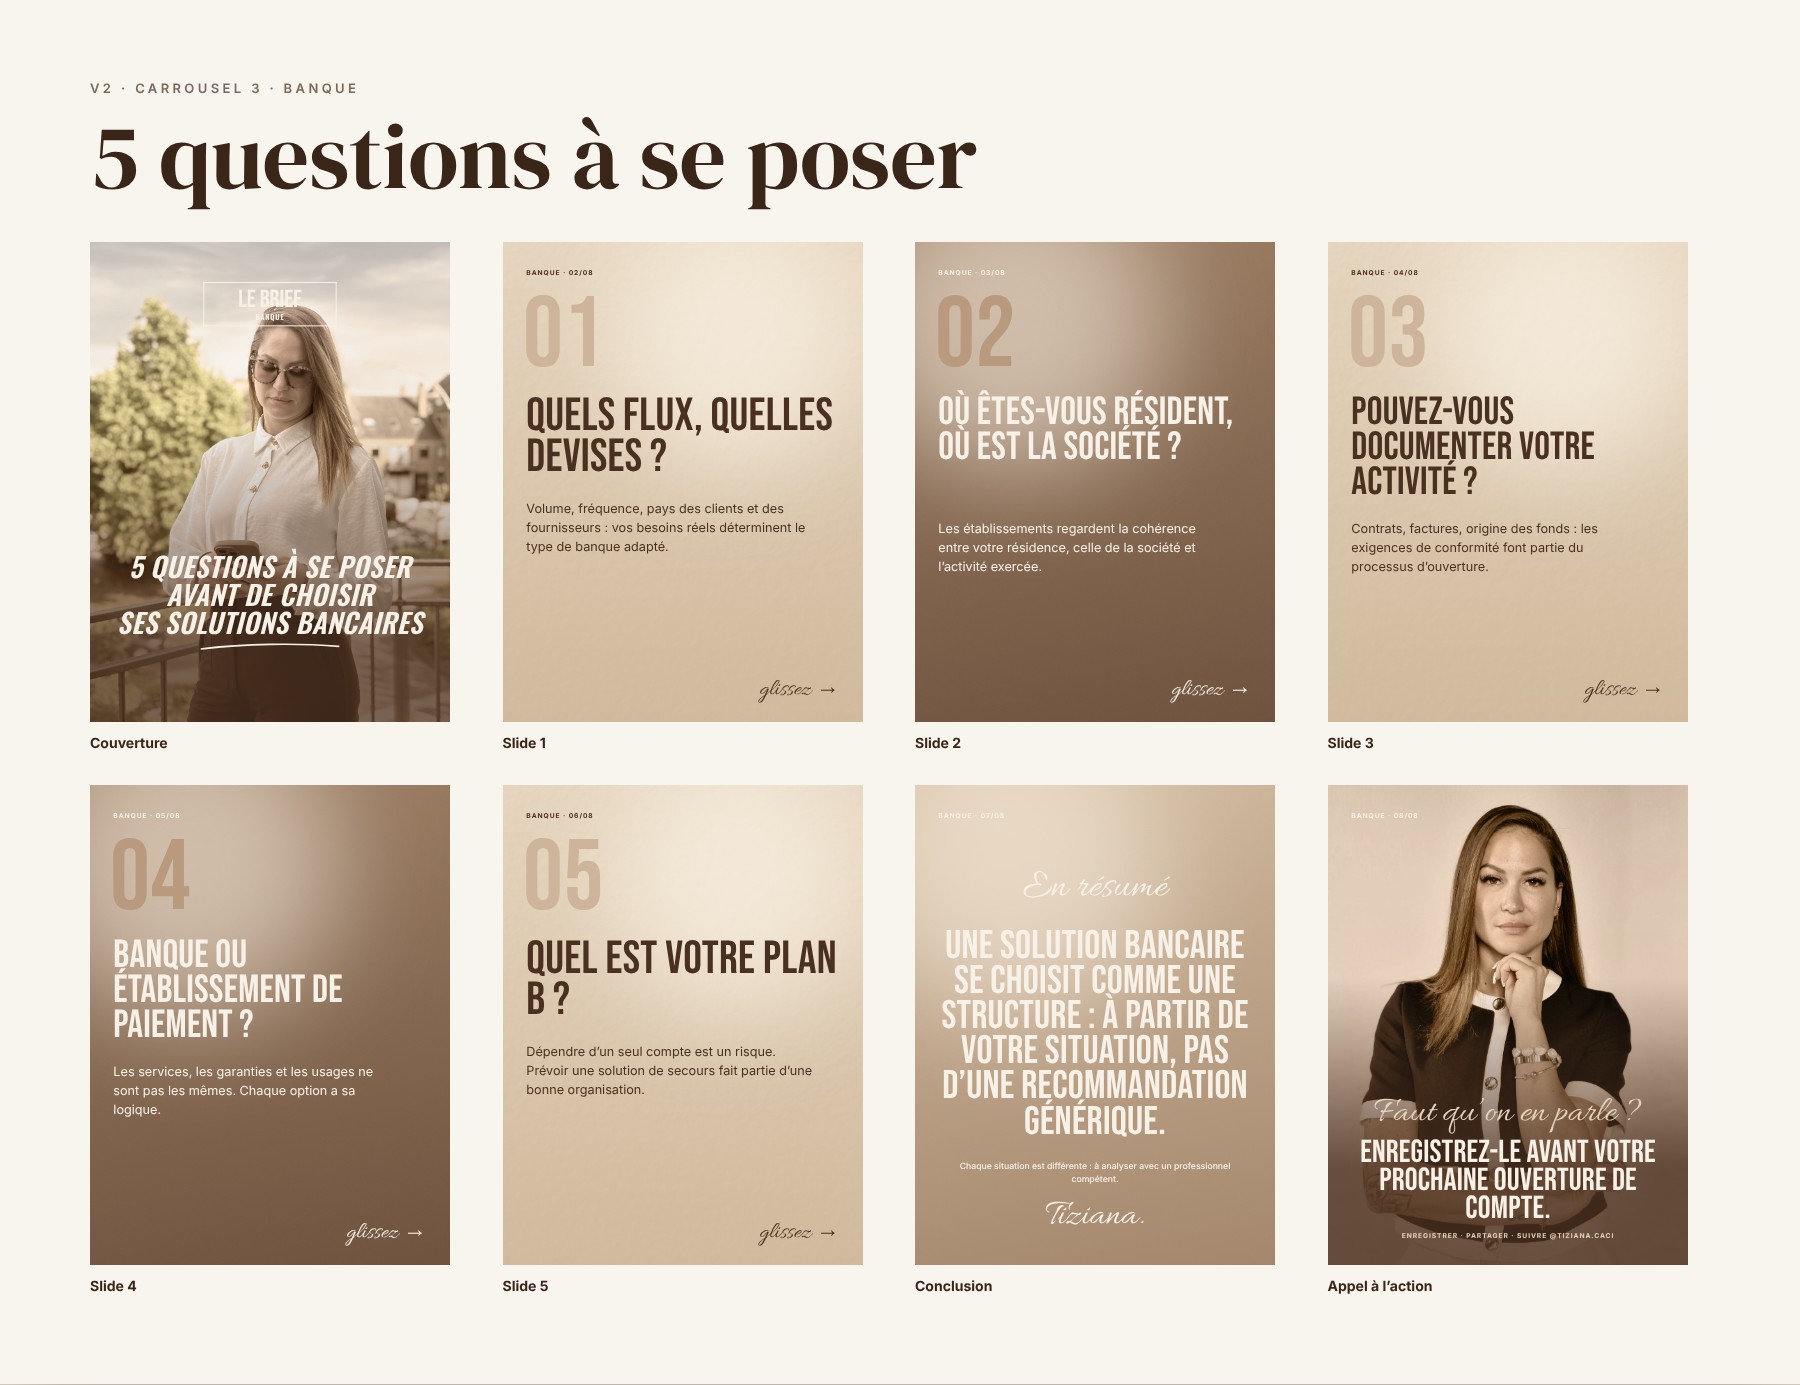 V2 · CARROUSEL 3 · BANQUE
5 questions à se poser
LE BRIEF
BANQUE
5 QUESTIONS À SE POSER
AVANT DE CHOISIR
SES SOLUTIONS BANCAIRES
Couverture
BANQUE · 02/08
01
QUELS FLUX, QUELLES
DEVISES ?
Volume, fréquence, pays des clients et des
fournisseurs : vos besoins réels déterminent le
type de banque adapté.
glissez →
Slide 1
BANQUE · 03/08
02
OÙ ÊTES-VOUS RÉSIDENT,
OÙ EST LA SOCIÉTÉ ?
Les établissements regardent la cohérence
entre votre résidence, celle de la société et
l’activité exercée.
glissez →
Slide 2
BANQUE · 04/08
03
POUVEZ-VOUS
DOCUMENTER VOTRE
ACTIVITÉ ?
Contrats, factures, origine des fonds : les
exigences de conformité font partie du
processus d’ouverture.
glissez →
Slide 3
BANQUE · 05/08
04
BANQUE OU
ÉTABLISSEMENT DE
PAIEMENT ?
Les services, les garanties et les usages ne
sont pas les mêmes. Chaque option a sa
logique.
glissez →
Slide 4
BANQUE · 06/08
05
QUEL EST VOTRE PLAN
B ?
Dépendre d’un seul compte est un risque.
Prévoir une solution de secours fait partie d’une
bonne organisation.
glissez →
Slide 5
BANQUE · 07/08
En résumé
UNE SOLUTION BANCAIRE
SE CHOISIT COMME UNE
STRUCTURE : À PARTIR DE
VOTRE SITUATION, PAS
D’UNE RECOMMANDATION
GÉNÉRIQUE.
Chaque situation est différente : à analyser avec un professionnel
compétent.
Tiziana.
Conclusion
BANQUE · 08/08
Faut qu’on en parle ?
ENREGISTREZ-LE AVANT VOTRE
PROCHAINE OUVERTURE DE
COMPTE.
ENREGISTRER · PARTAGER · SUIVRE @TIZIANA.CACI
Appel à l’action